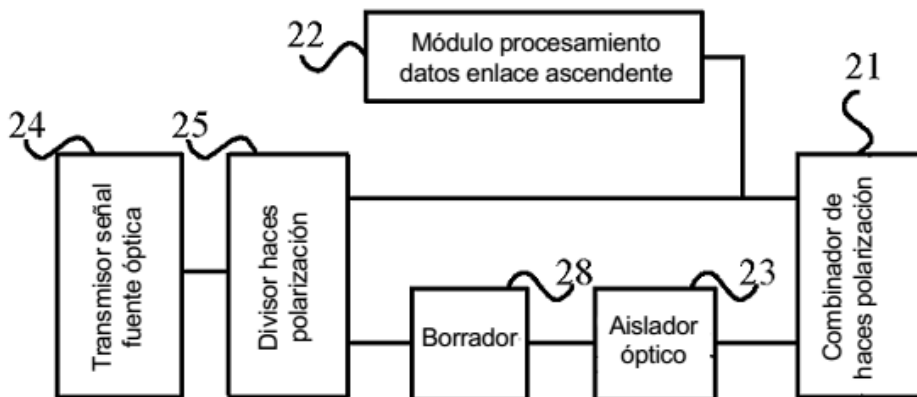 22
Módulo procesamiento
datos enlace ascendente
21
24
25
Transmisor señal
fuente óptica
Divisor haces
polarización
28
Borrador
23
Aislador
óptico
Combinador de
haces polarización